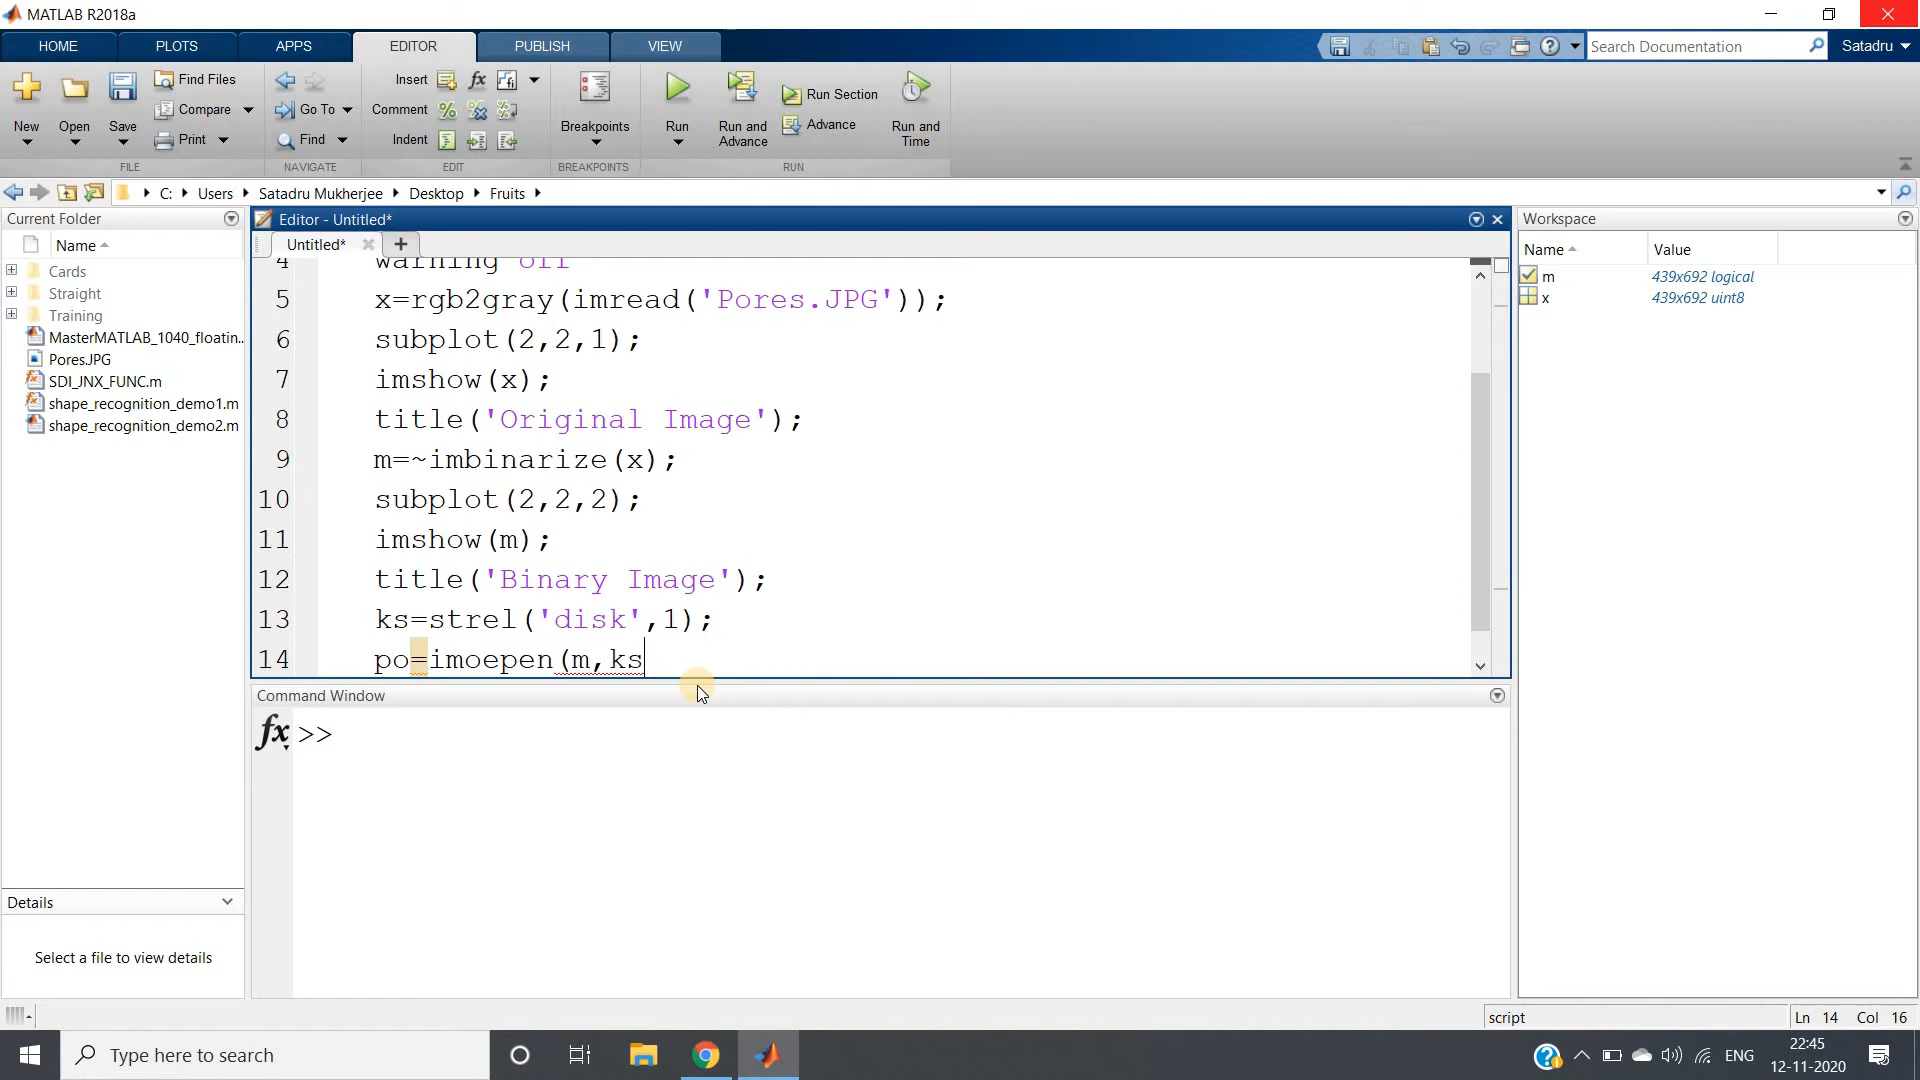 MATLAB R2018a
HOME PLOTS APPS EDITOR PUBLISH VIEW Search Documentation Satadru
Find Files Insert fx
New Open Save Compare Go To Comment Breakpoints Run Run and Advance Run Section Advance Run and Time
Print Find Indent
FILE NAVIGATE EDIT BREAKPOINTS RUN
C: Users Satadru Mukherjee Desktop Fruits
Current Folder
Name
Cards
Straight
Training
MasterMATLAB_1040_floatin...
Pores.JPG
SDI_JNX_FUNC.m
shape_recognition_demo1.m
shape_recognition_demo2.m
Details
Select a file to view details
Editor - Untitled*
Untitled* +
4 warning off
5 x=rgb2gray(imread('Pores.JPG'));
6 subplot(2,2,1);
7 imshow(x);
8 title('Original Image');
9 m=~imbinarize(x);
10 subplot(2,2,2);
11 imshow(m);
12 title('Binary Image');
13 ks=strel('disk',1);
14 po=imoepen(m,ks
Command Window
fx >>
Workspace
Name Value
m 439x692 logical
x 439x692 uint8
script Ln 14 Col 16
Type here to search
ENG
22:45
12-11-2020